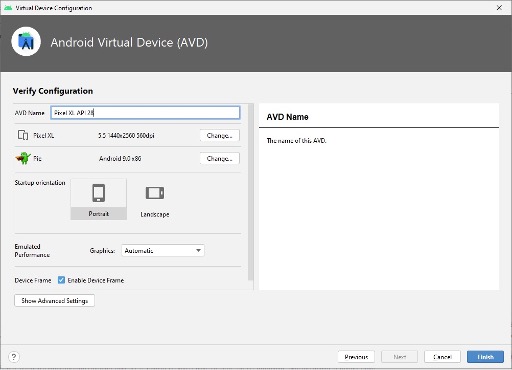 Virtual Device Configuration
Android Virtual Device (AVD)
Verify Configuration
AVD Name Pixel XL API 28
AVD Name
The name of this AVD.
Pixel XL 5.5 1440x2560 560dpi Change...
Pie Android 9.0 x86 Change...
Startup orientation
Portrait Landscape
Emulated
Performance Graphics: Automatic
Device Frame Enable Device Frame
Show Advanced Settings
? Previous Next Cancel Finish